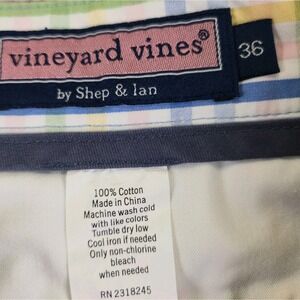 vineyard vines®
36
by Shep & Ian
100% Cotton
Made in China
Machine wash cold
with like colors
Tumble dry low
Cool iron if needed
Only non-chlorine
bleach
when needed
RN 2318245